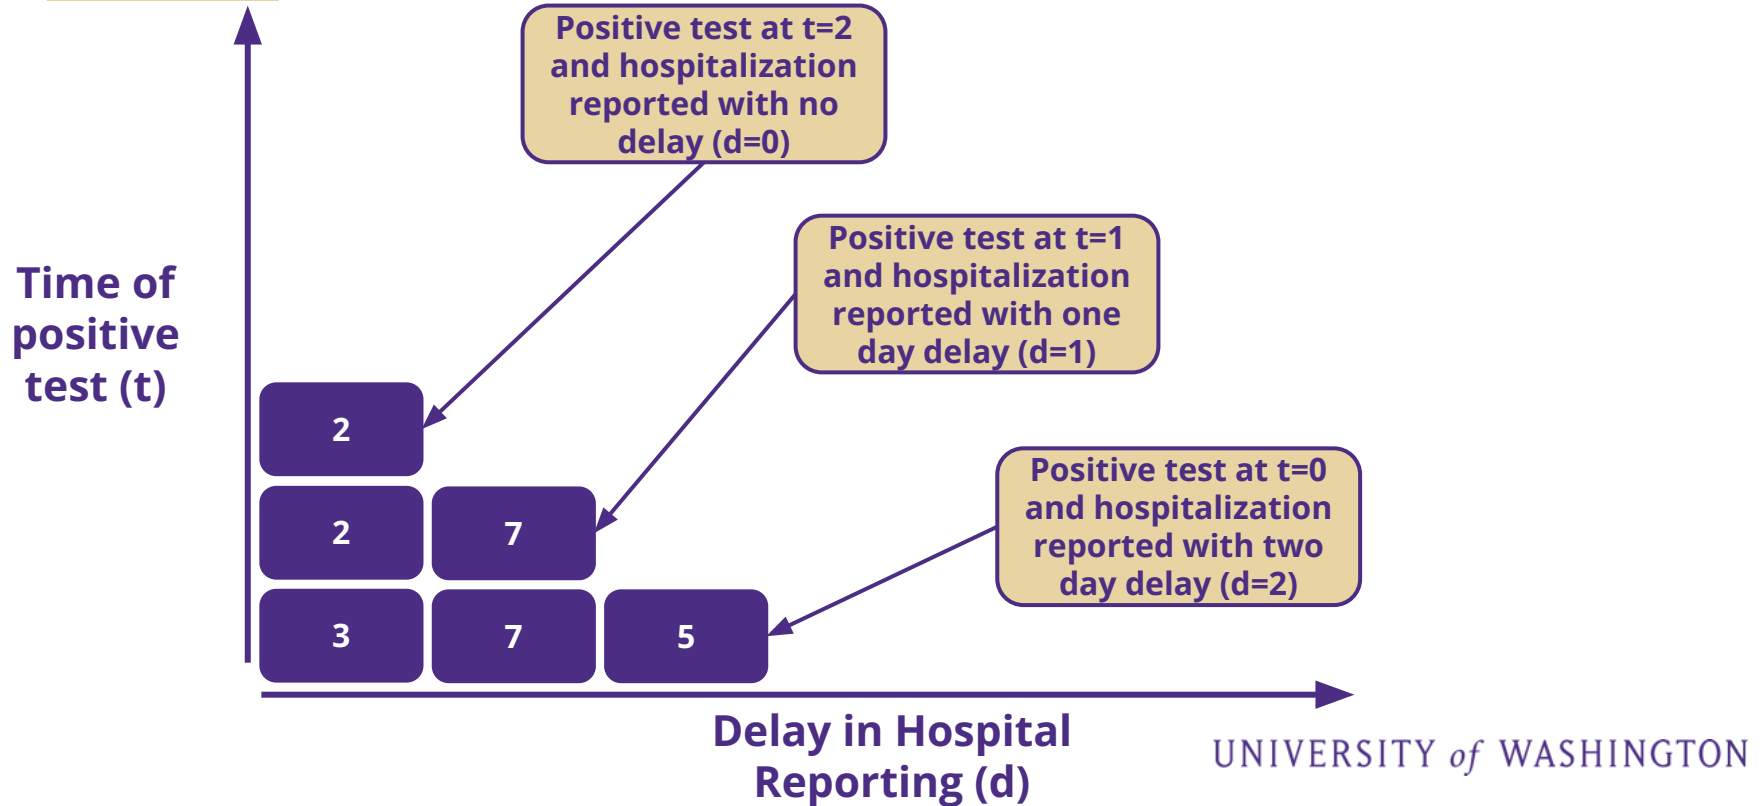 Positive test at t=2
and hospitalization
reported with no
delay (d=0)
Positive test at t=1
and hospitalization
reported with one
day delay (d=1)
Time of
positive
test (t)
2
Positive test at t=0
and hospitalization
reported with two
day delay (d=2)
2 7
3 7 5
Delay in Hospital
Reporting (d)
UNIVERSITY of WASHINGTON